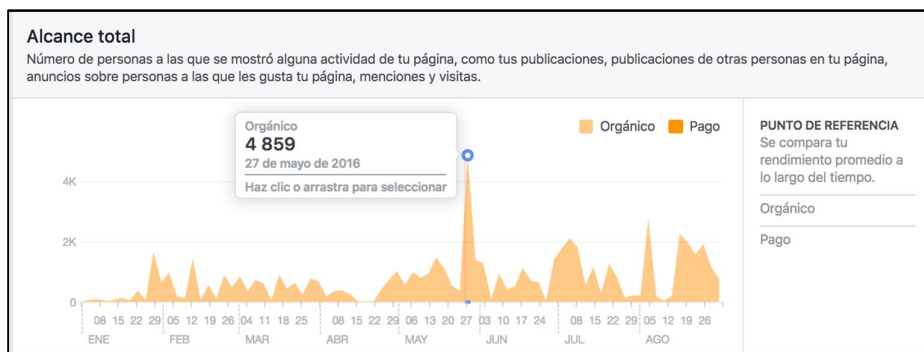 Alcance total
Número de personas a las que se mostró alguna actividad de tu página, como tus publicaciones, publicaciones de otras personas en tu página,
anuncios sobre personas a las que les gusta tu página, menciones y visitas.
Orgánico
4 859
27 de mayo de 2016
Haz clic o arrastra para seleccionar
Orgánico Pago
PUNTO DE REFERENCIA
Se compara tu
rendimiento promedio a
lo largo del tiempo.
Orgánico
Pago
4K
2K
0
08 15 22 29 05 12 19 26 04 11 18 25 08 15 22 29 06 13 20 27 03 10 17 24 08 15 22 29 05 12 19 26
ENE FEB MAR ABR MAY JUN JUL AGO